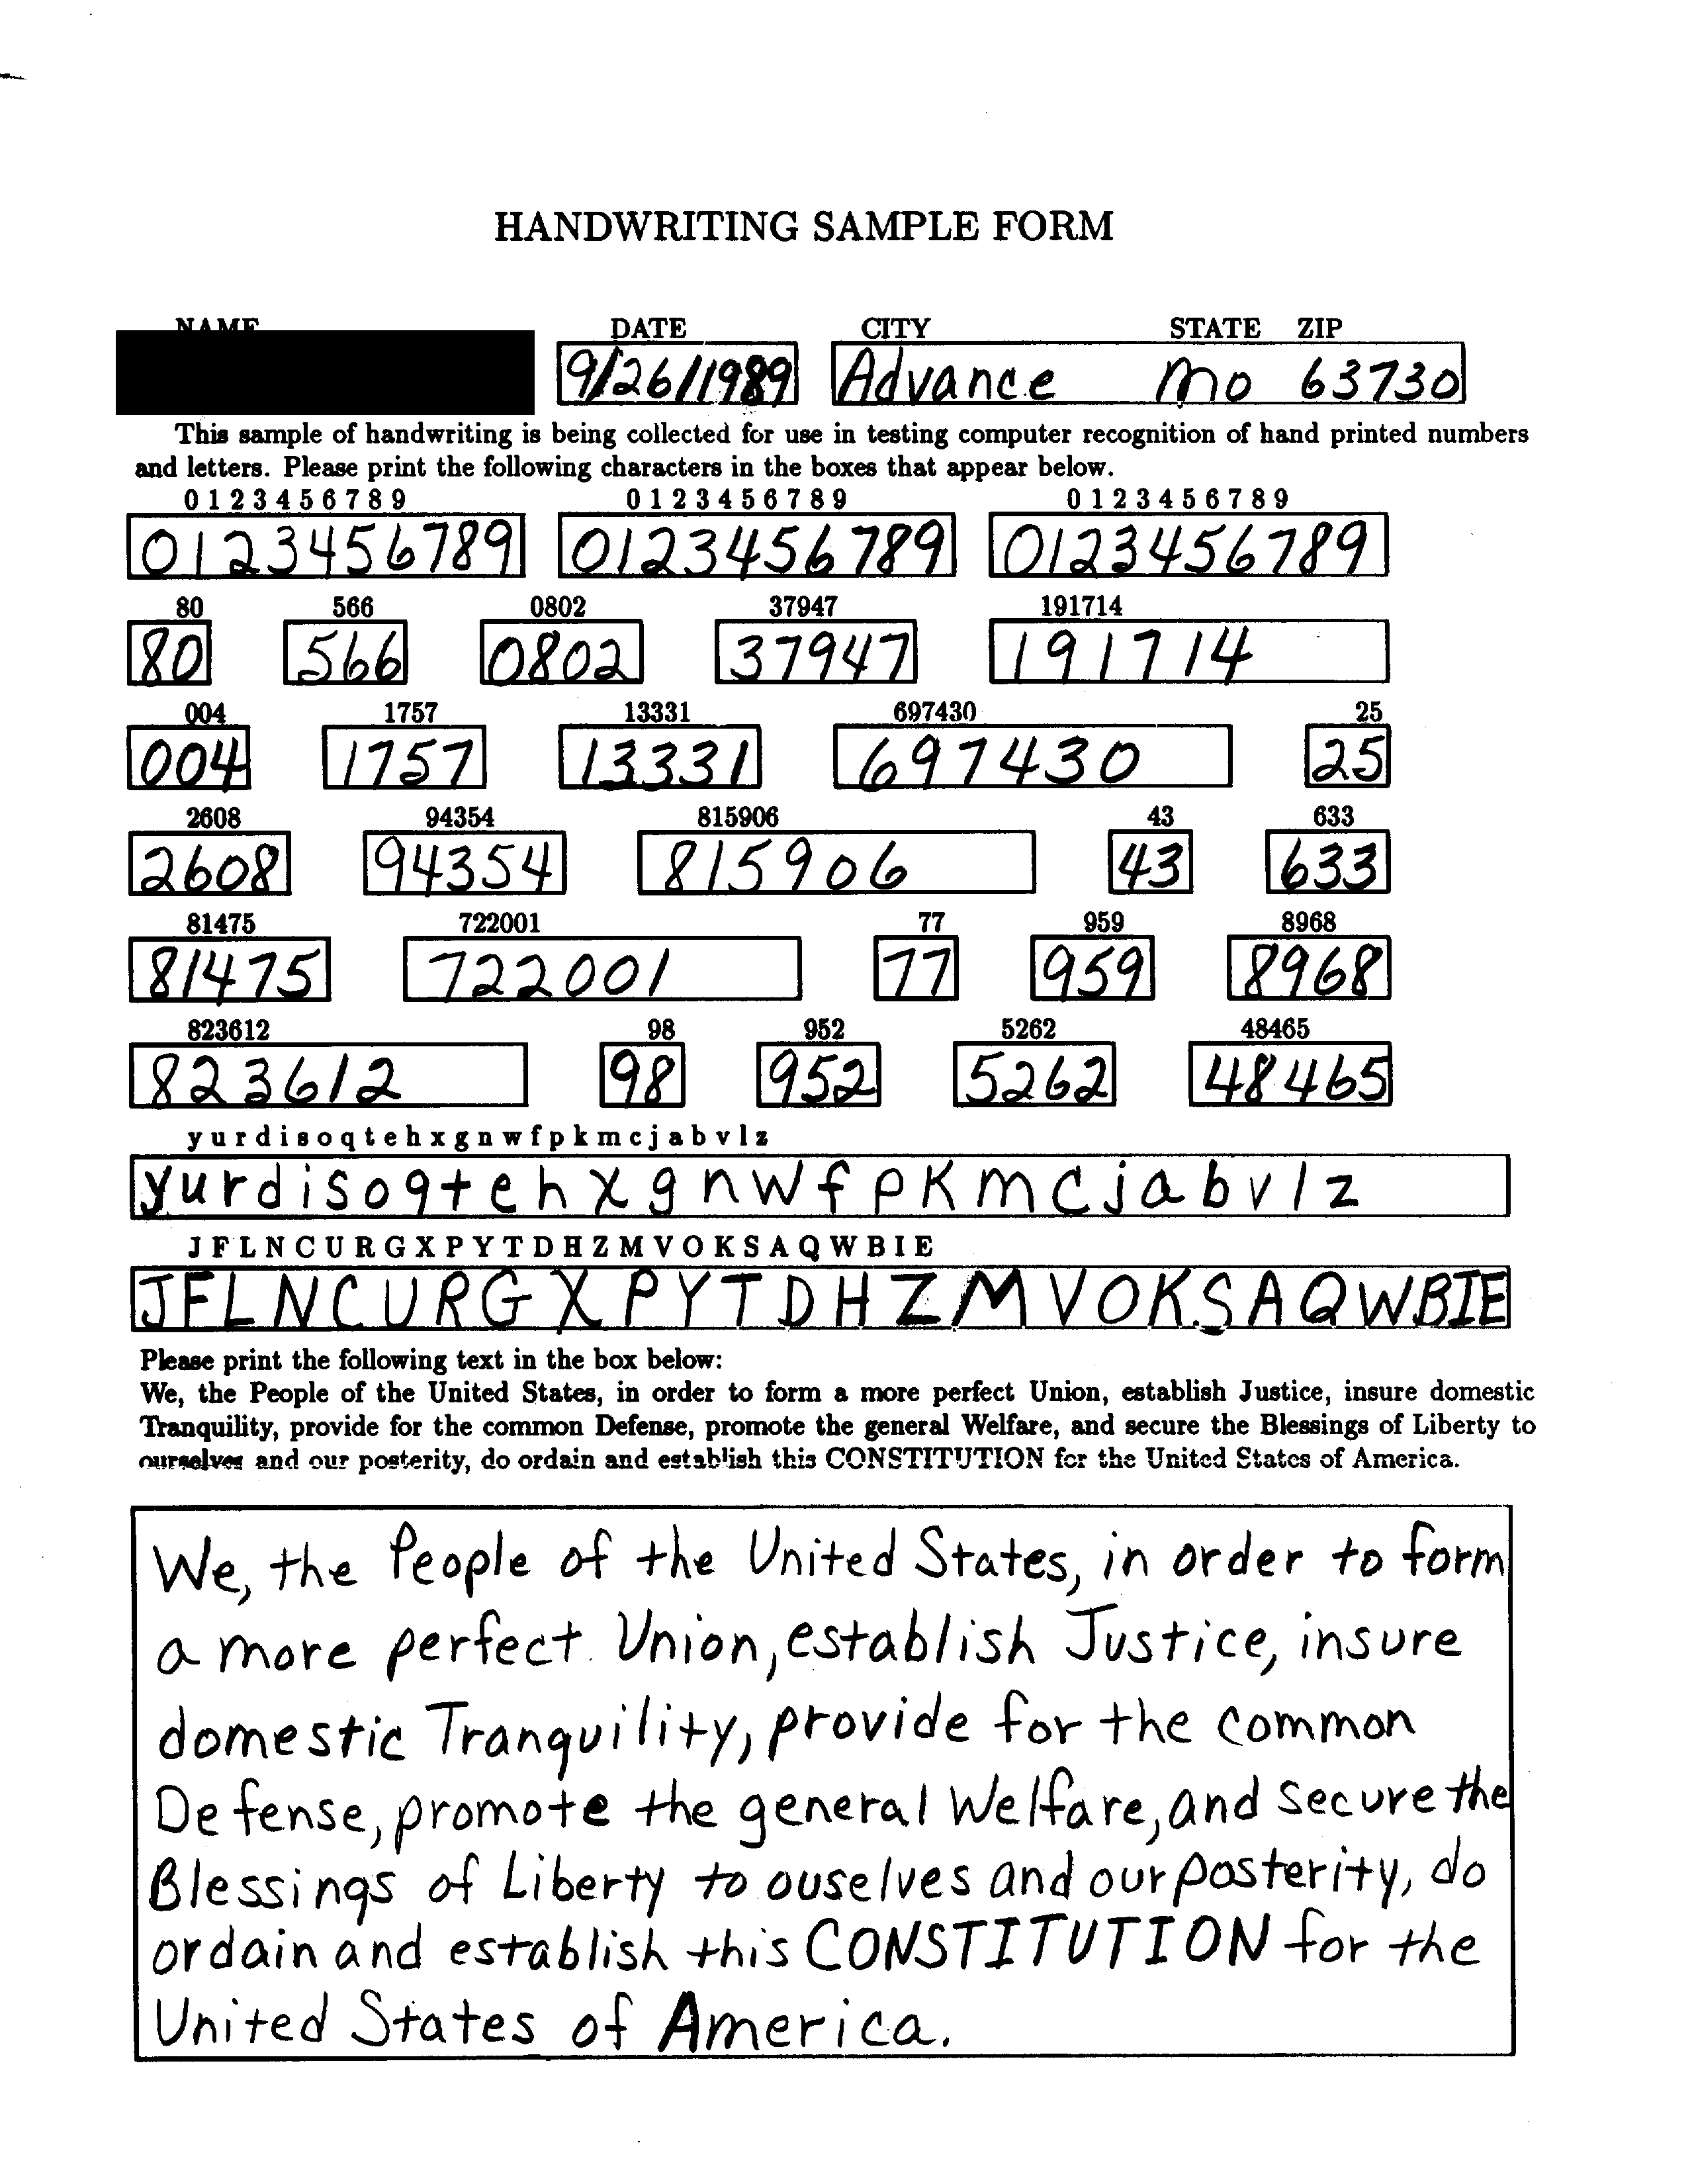 HANDWRITING SAMPLE FORM
NAME DATE CITY STATE ZIP
9/26/1989 Advance Mo 63730
This sample of handwriting is being collected for use in testing computer recognition of hand printed numbers
and letters. Please print the following characters in the boxes that appear below.
0 1 2 3 4 5 6 7 8 9 0 1 2 3 4 5 6 7 8 9 0 1 2 3 4 5 6 7 8 9
0123456789 0123456789 0123456789
80 566 0802 37947 191714
80 566 0802 37947 191714
004 1757 13331 697430 25
004 1757 13331 697430 25
2608 94354 815906 43 633
2608 94354 815906 43 633
81475 722001 77 959 8968
81475 722001 77 959 8968
823612 98 952 5262 48465
823612 98 952 5262 48465
y u r d i s o q t e h x g n w f p k m c j a b v l z
y u r d i s o q t e h x g n w f p k m c j a b v l z
J F L N C U R G X P Y T D H Z M V O K S A Q W B I E
J F L N C U R G X P Y T D H Z M V O K S A Q W B I E
Please print the following text in the box below:
We, the People of the United States, in order to form a more perfect Union, establish Justice, insure domestic
Tranquility, provide for the common Defense, promote the general Welfare, and secure the Blessings of Liberty to
ourselves and our posterity, do ordain and establish this CONSTITUTION for the United States of America.
We, the People of the United States, in order to form
a more perfect Union, establish Justice, insure
domestic Tranquility, provide for the common
Defense, promote the general Welfare, and secure the
Blessings of Liberty to ouselves and our posterity, do
ordain and establish this CONSTITUTION for the
United States of America.